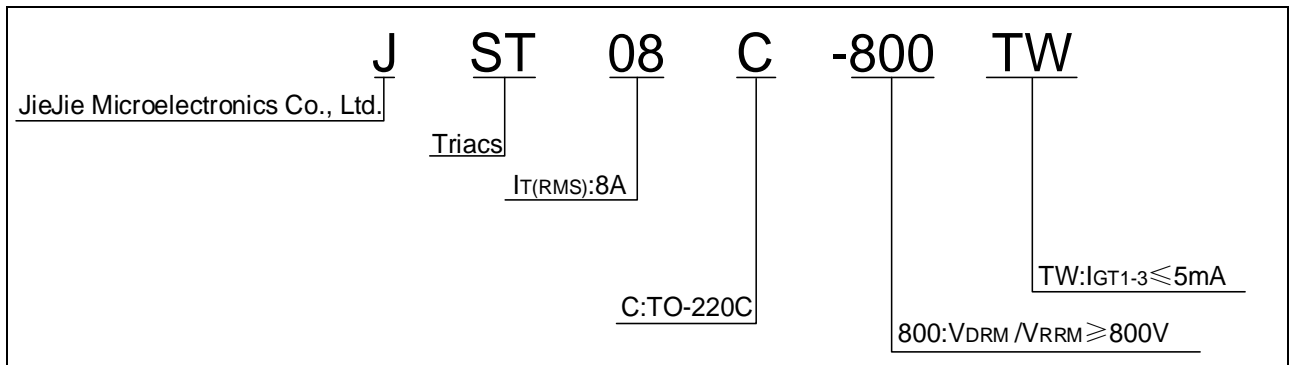 J ST 08 C -800 TW
JieJie Microelectronics Co., Ltd.
Triacs
IT(RMS):8A
TW:IGT1-3≤5mA
C:TO-220C
800:VDRM /VRRM≥800V